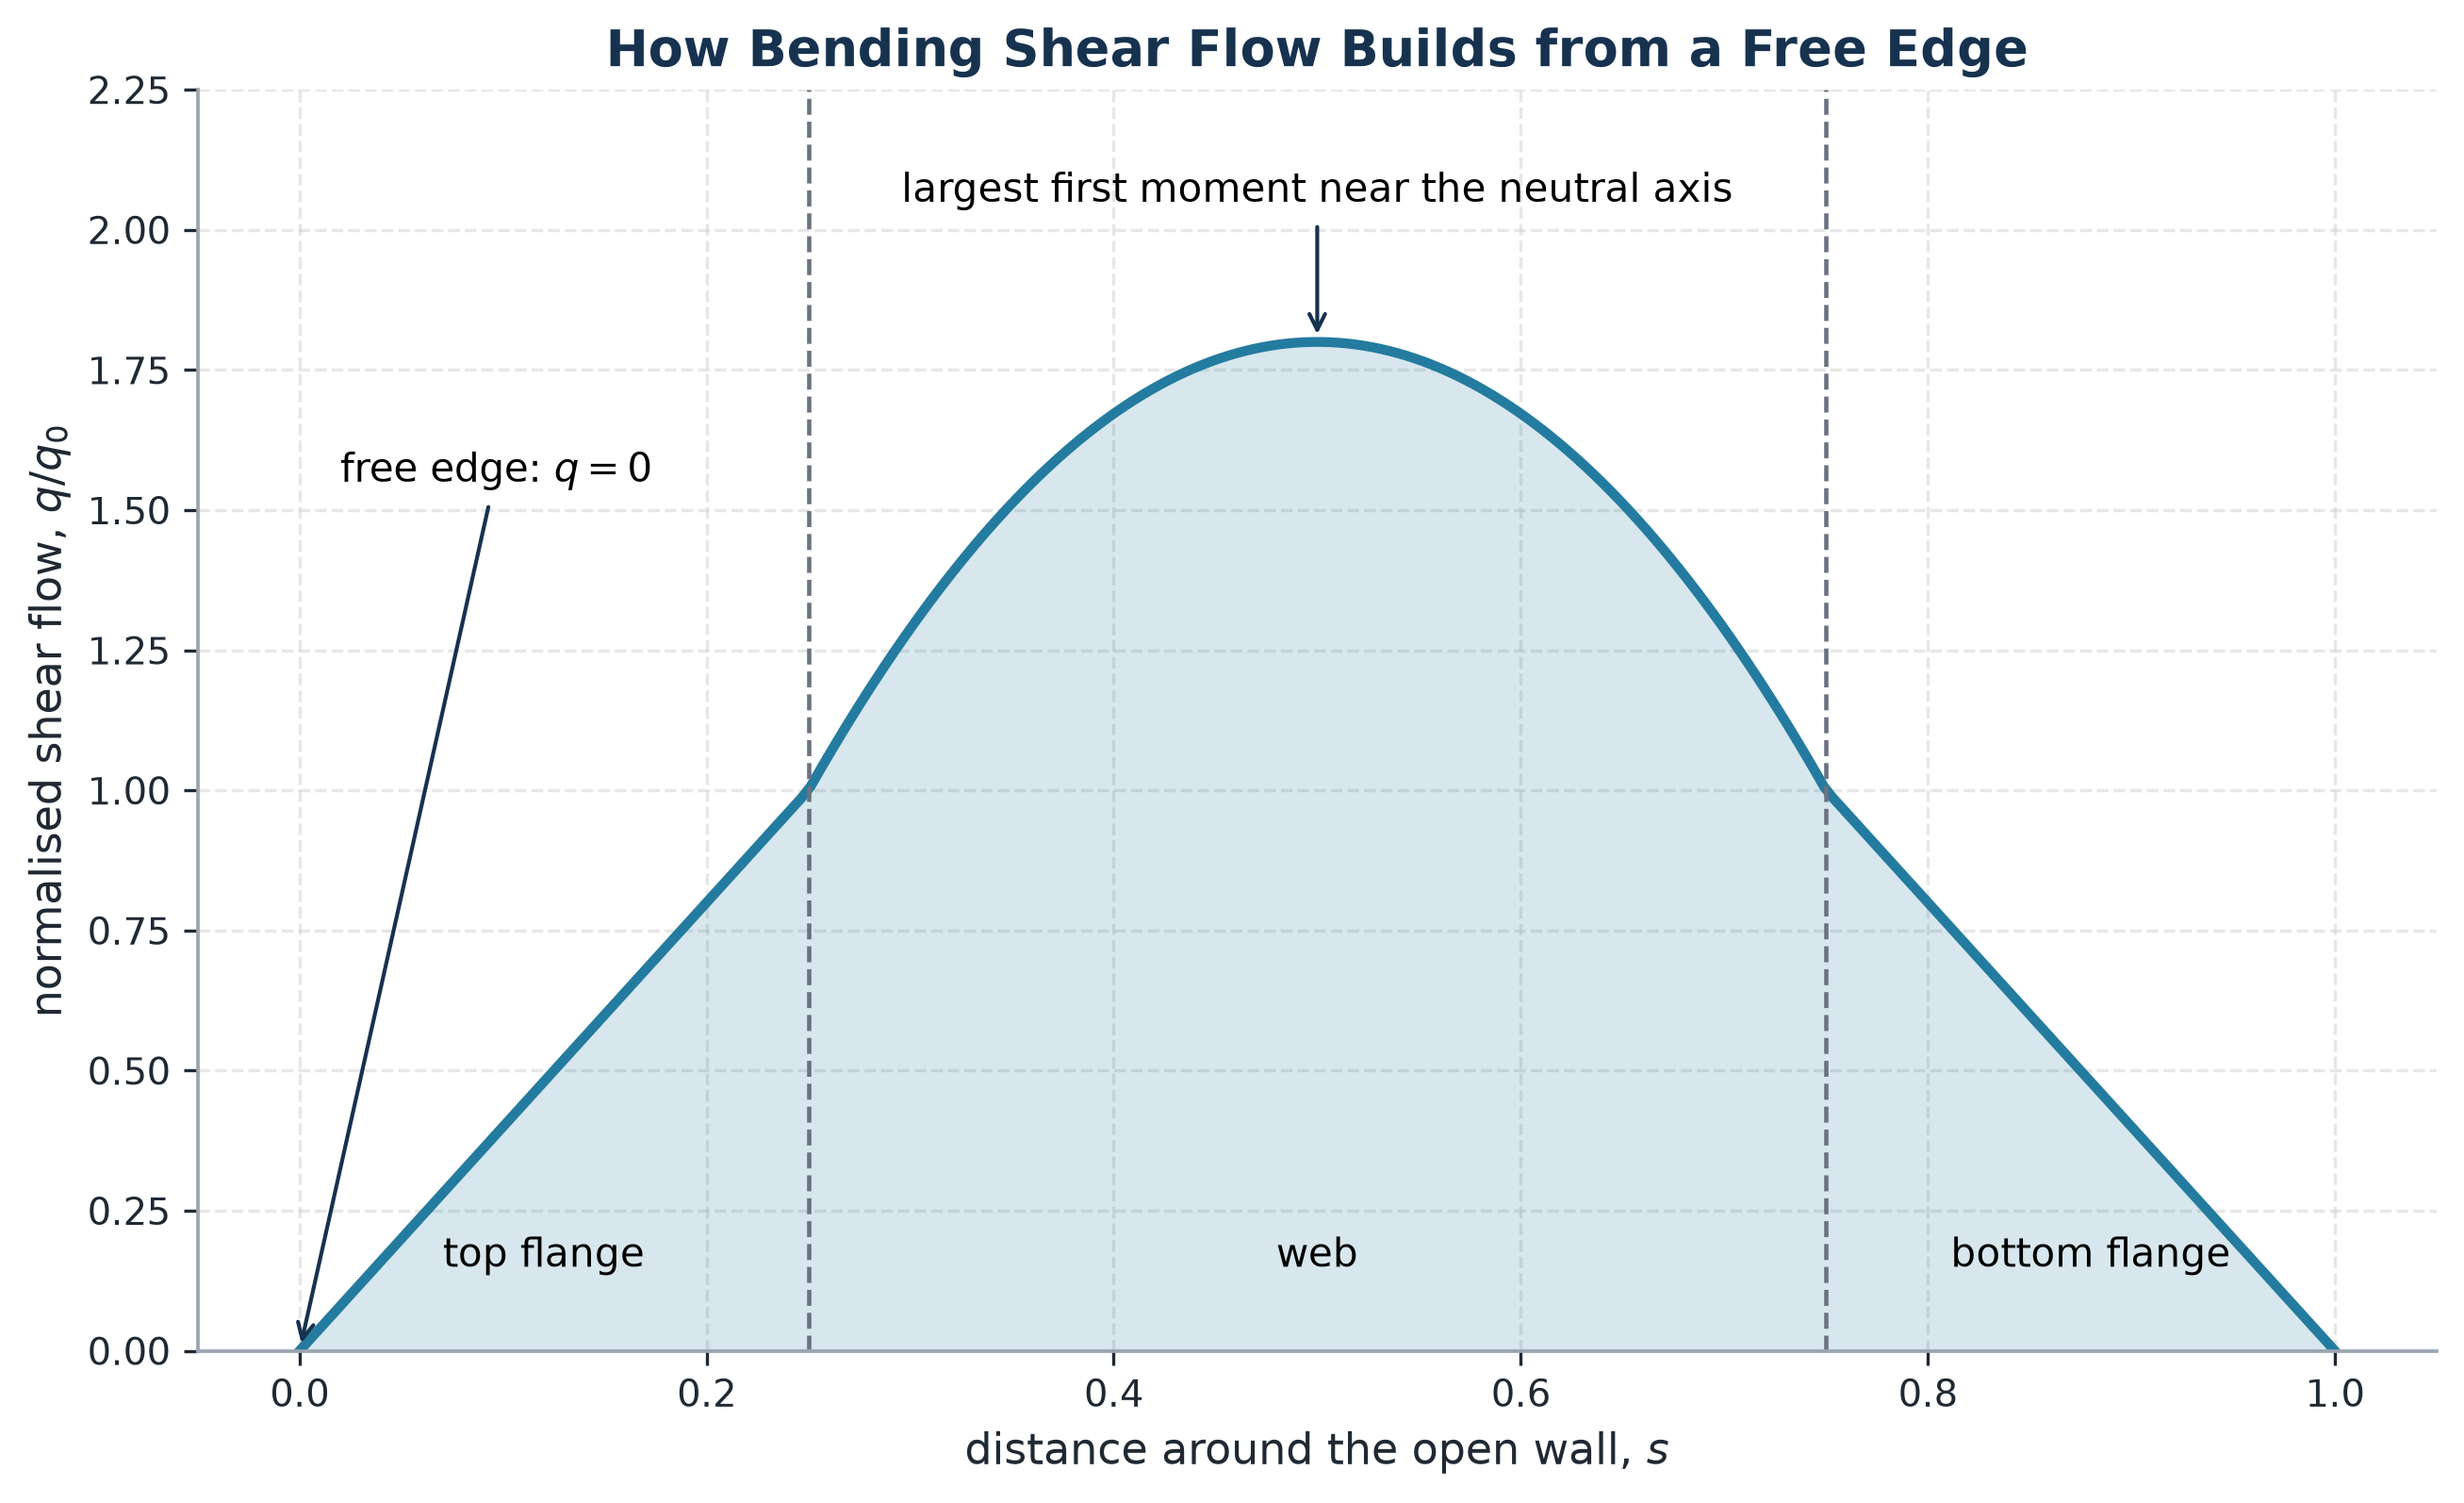 How Bending Shear Flow Builds from a Free Edge
normalised shear flow, q/q₀
2.25
2.00
1.75
1.50
1.25
1.00
0.75
0.50
0.25
0.00
largest first moment near the neutral axis
free edge: q = 0
top flange
web
bottom flange
0.0
0.2
0.4
0.6
0.8
1.0
distance around the open wall, s